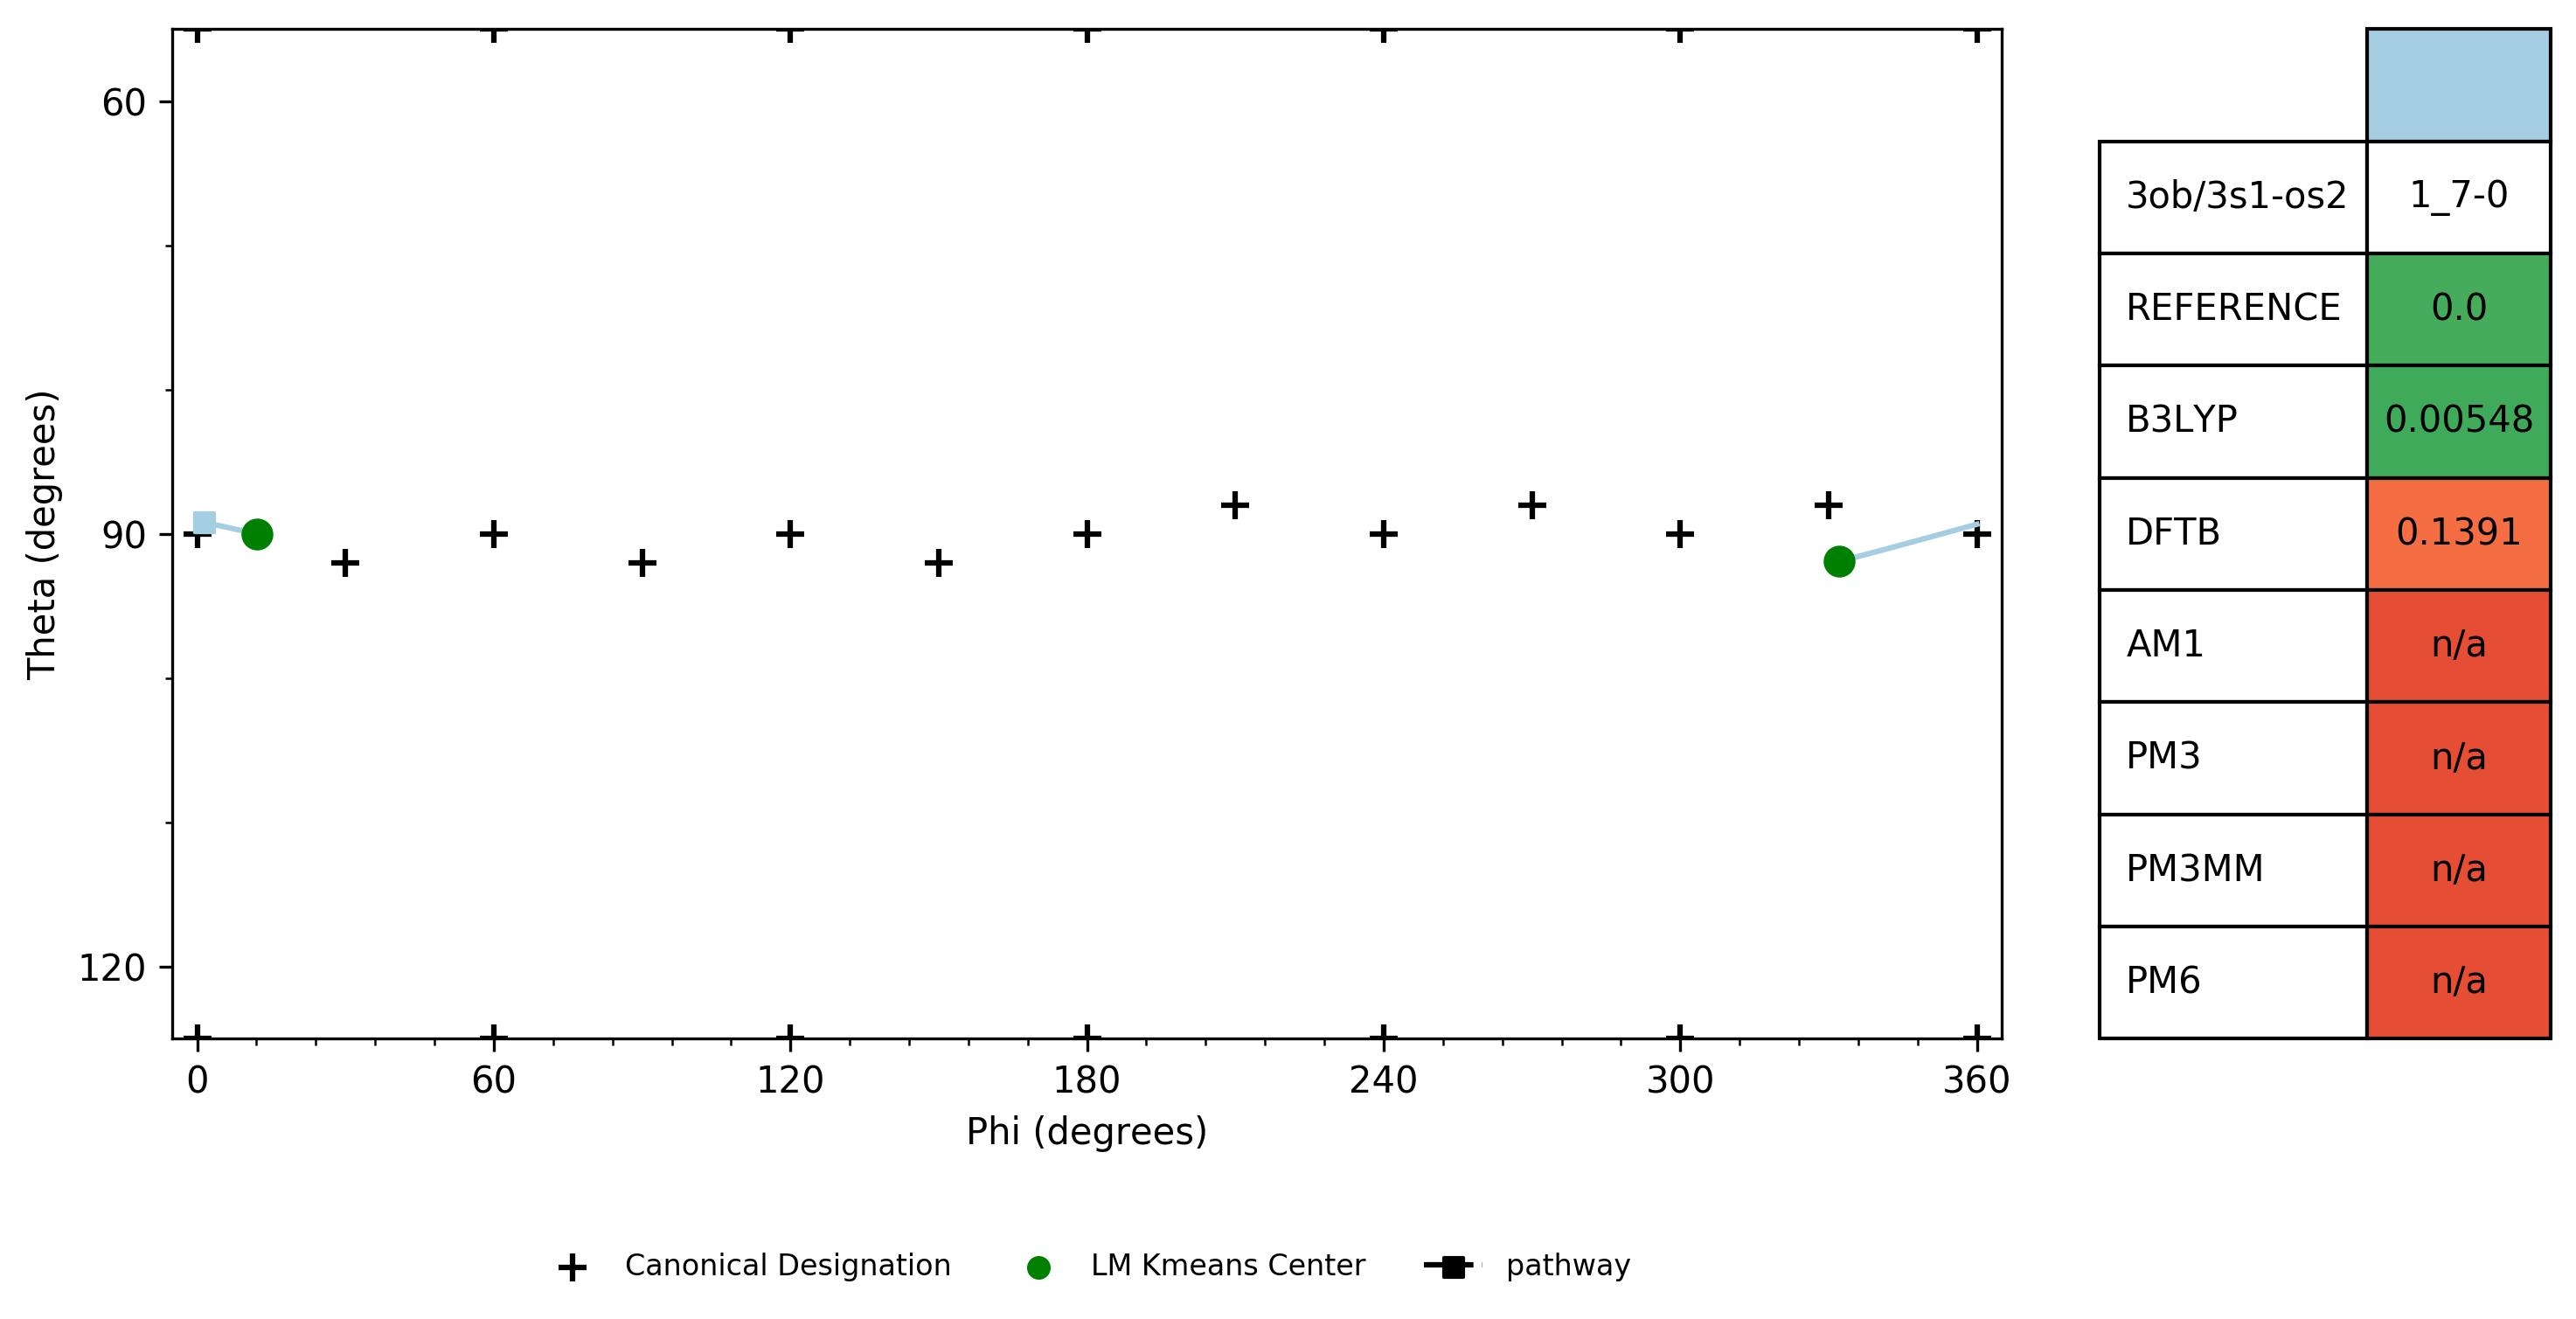 60
90
120
Theta (degrees)
0 60 120 180 240 300 360
Phi (degrees)
Canonical Designation LM Kmeans Center pathway
3ob/3s1-os2 1_7-0
REFERENCE 0.0
B3LYP 0.00548
DFTB 0.1391
AM1 n/a
PM3 n/a
PM3MM n/a
PM6 n/a